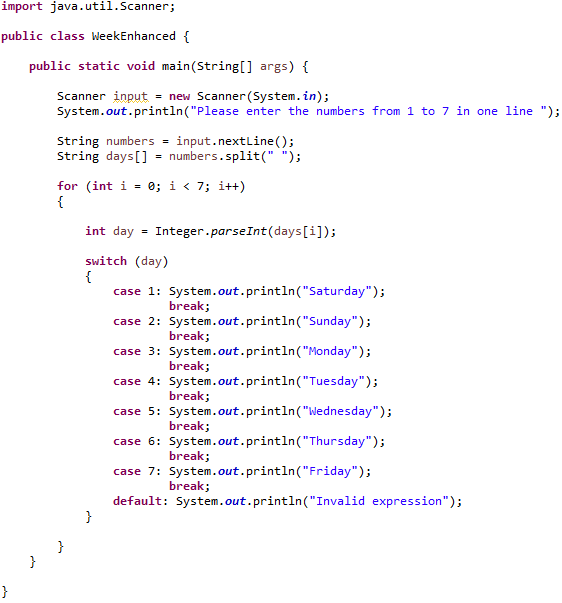 import java.util.Scanner;
public class WeekEnhanced {
public static void main(String[] args) {
Scanner input = new Scanner(System.in);
System.out.println("Please enter the numbers from 1 to 7 in one line ");
String numbers = input.nextLine();
String days[] = numbers.split(" ");
for (int i = 0; i < 7; i++)
{
int day = Integer.parseInt(days[i]);
switch (day)
{
case 1: System.out.println("Saturday");
break;
case 2: System.out.println("Sunday");
break;
case 3: System.out.println("Monday");
break;
case 4: System.out.println("Tuesday");
break;
case 5: System.out.println("Wednesday");
break;
case 6: System.out.println("Thursday");
break;
case 7: System.out.println("Friday");
break;
default: System.out.println("Invalid expression");
}
}
}
}